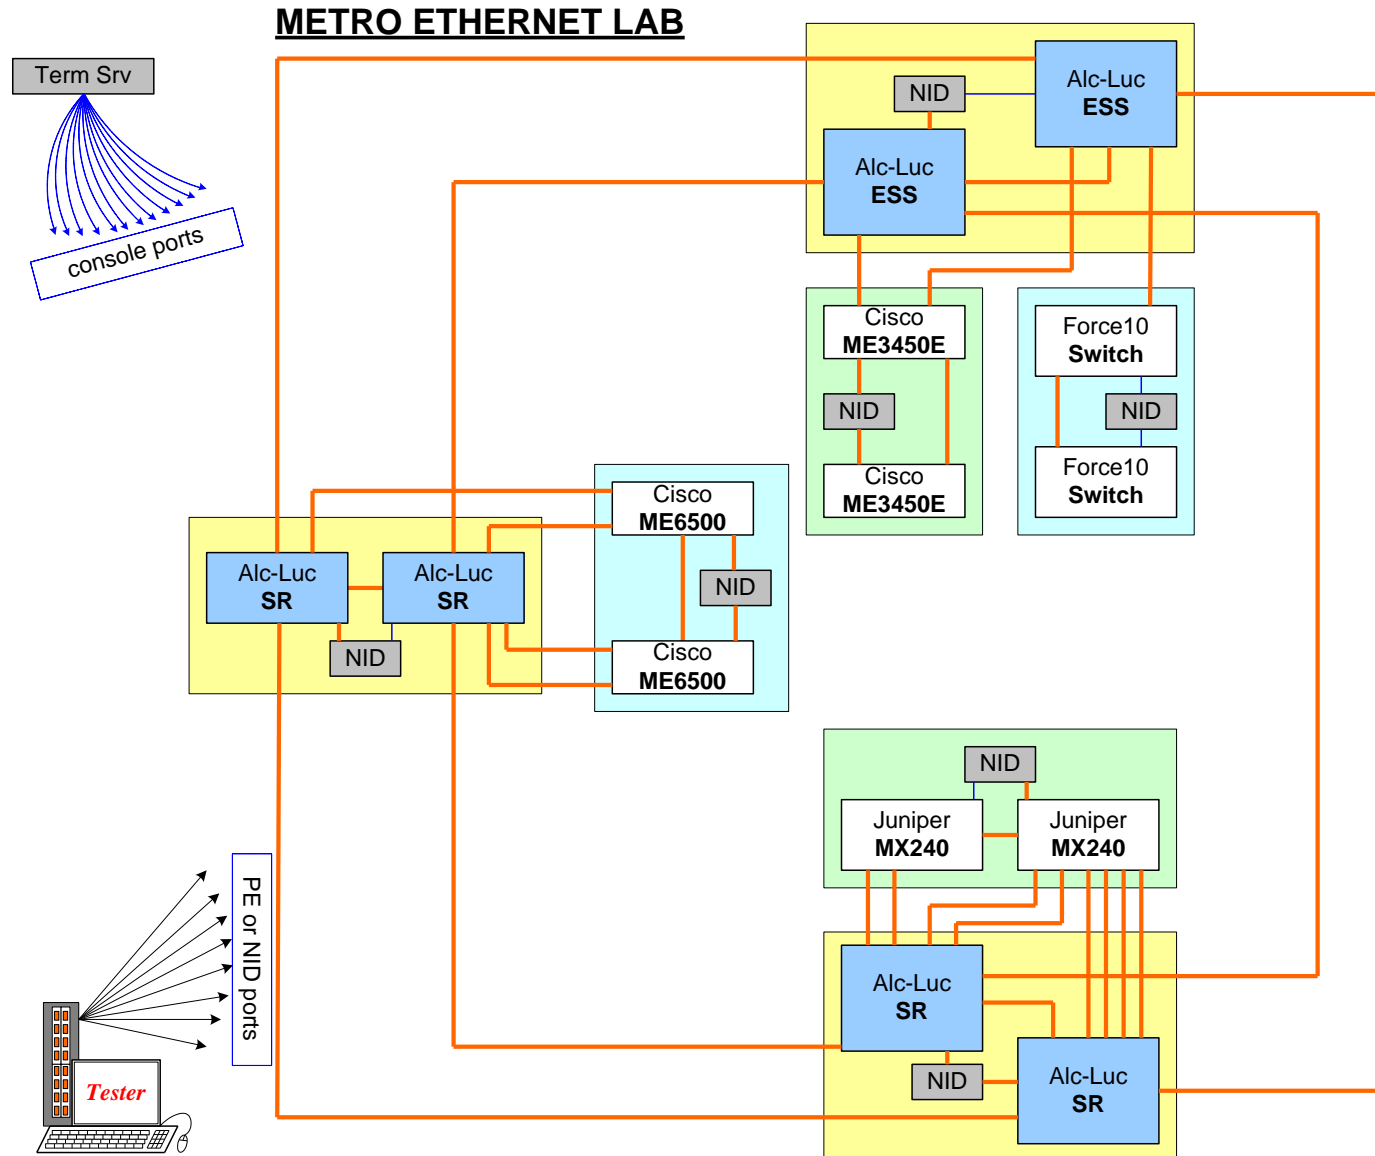 METRO ETHERNET LAB
Term Srv
console ports
NID
Alc-Luc
ESS
Alc-Luc
ESS
Cisco
ME3450E
NID
Cisco
ME3450E
Force10
Switch
NID
Force10
Switch
Cisco
ME6500
NID
Cisco
ME6500
Alc-Luc
SR
Alc-Luc
SR
NID
NID
Juniper
MX240
Juniper
MX240
PE or NID ports
Tester
Alc-Luc
SR
NID
Alc-Luc
SR